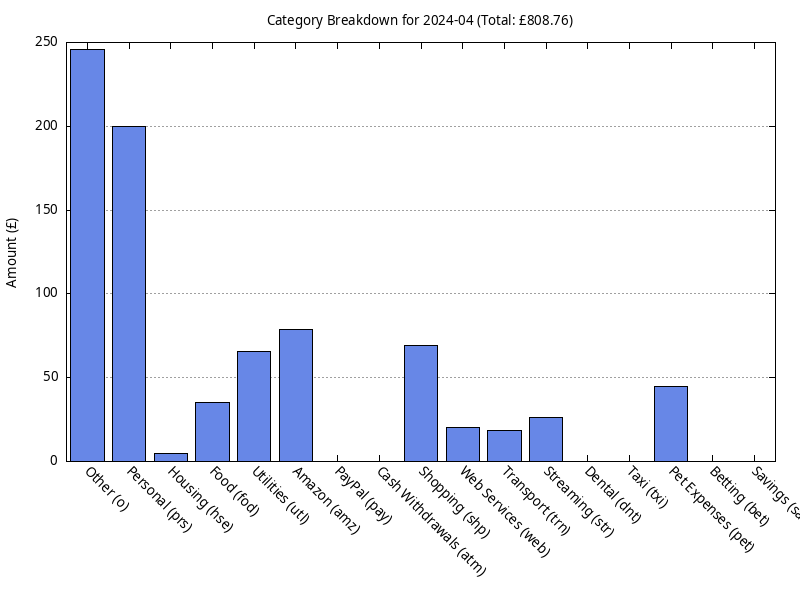 Category Breakdown for 2024-04 (Total: £808.76)
250
200
150
100
50
0
Amount (£)
Other (o)
Personal (prs)
Housing (hse)
Food (fod)
Utilities (utl)
Amazon (amz)
PayPal (pay)
Cash Withdrawals (atm)
Shopping (shp)
Web Services (web)
Transport (trn)
Streaming (str)
Dental (dnt)
Taxi (txi)
Pet Expenses (pet)
Betting (bet)
Savings